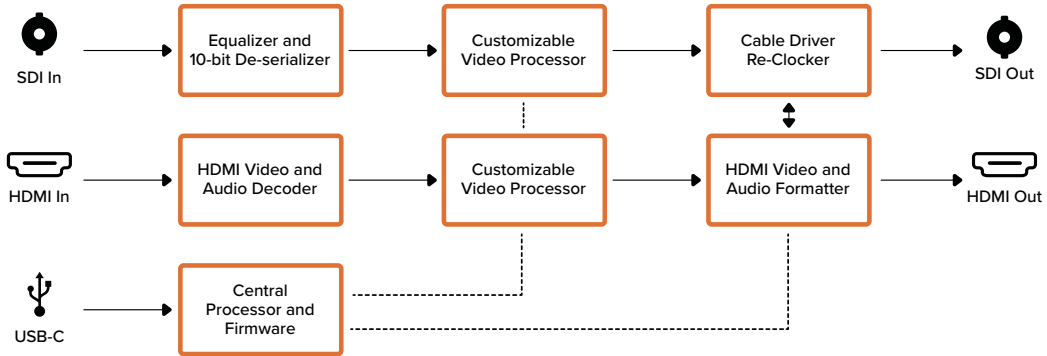 SDI In
Equalizer and
10-bit De-serializer
Customizable
Video Processor
Cable Driver
Re-Clocker
SDI Out
HDMI In
HDMI Video and
Audio Decoder
Customizable
Video Processor
HDMI Video and
Audio Formatter
HDMI Out
USB-C
Central
Processor and
Firmware